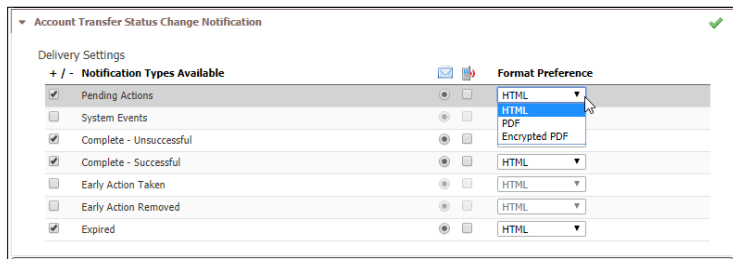 Account Transfer Status Change Notification
Delivery Settings
+ / - Notification Types Available Format Preference
Pending Actions HTML
System Events HTML
PDF
Encrypted PDF
Complete - Unsuccessful
Complete - Successful HTML
Early Action Taken HTML
Early Action Removed HTML
Expired HTML